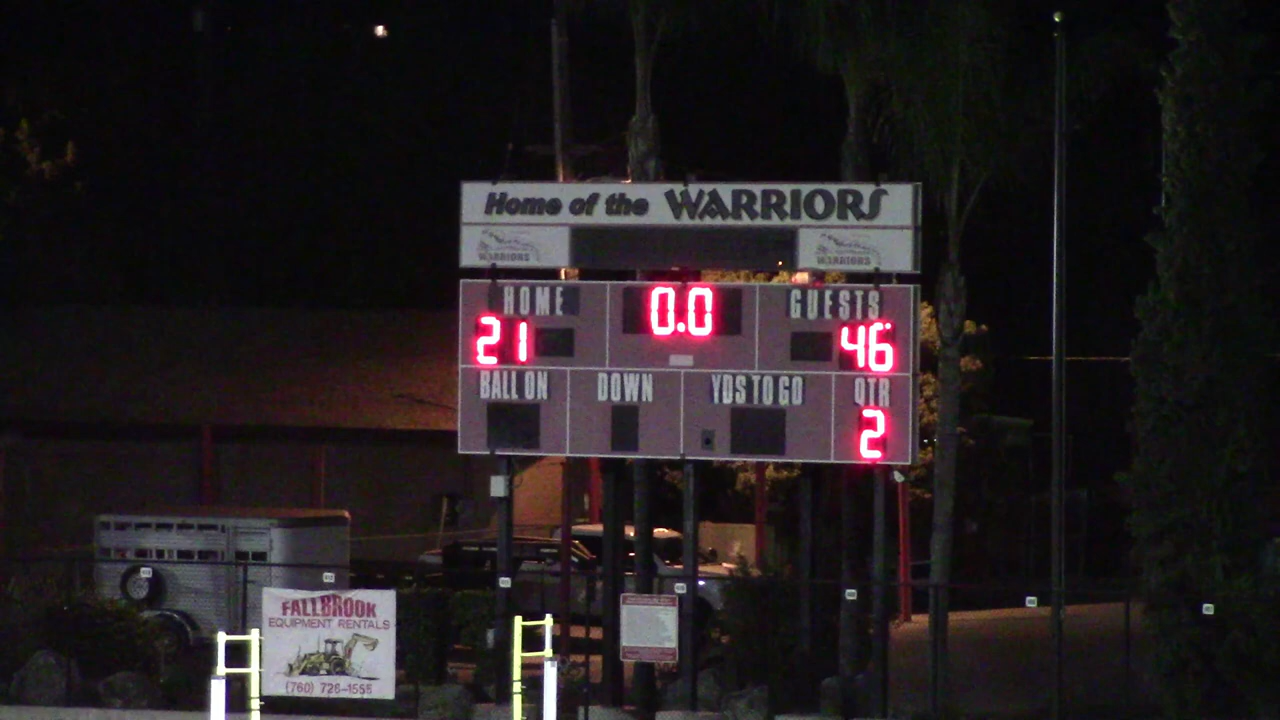 Home of the WARRIORS
WARRIORS
WARRIORS
HOME
0.0
GUESTS
21
46
BALL ON
DOWN
YDS TO GO
QTR
2
FALLBROOK
EQUIPMENT RENTALS
(760) 728-1555